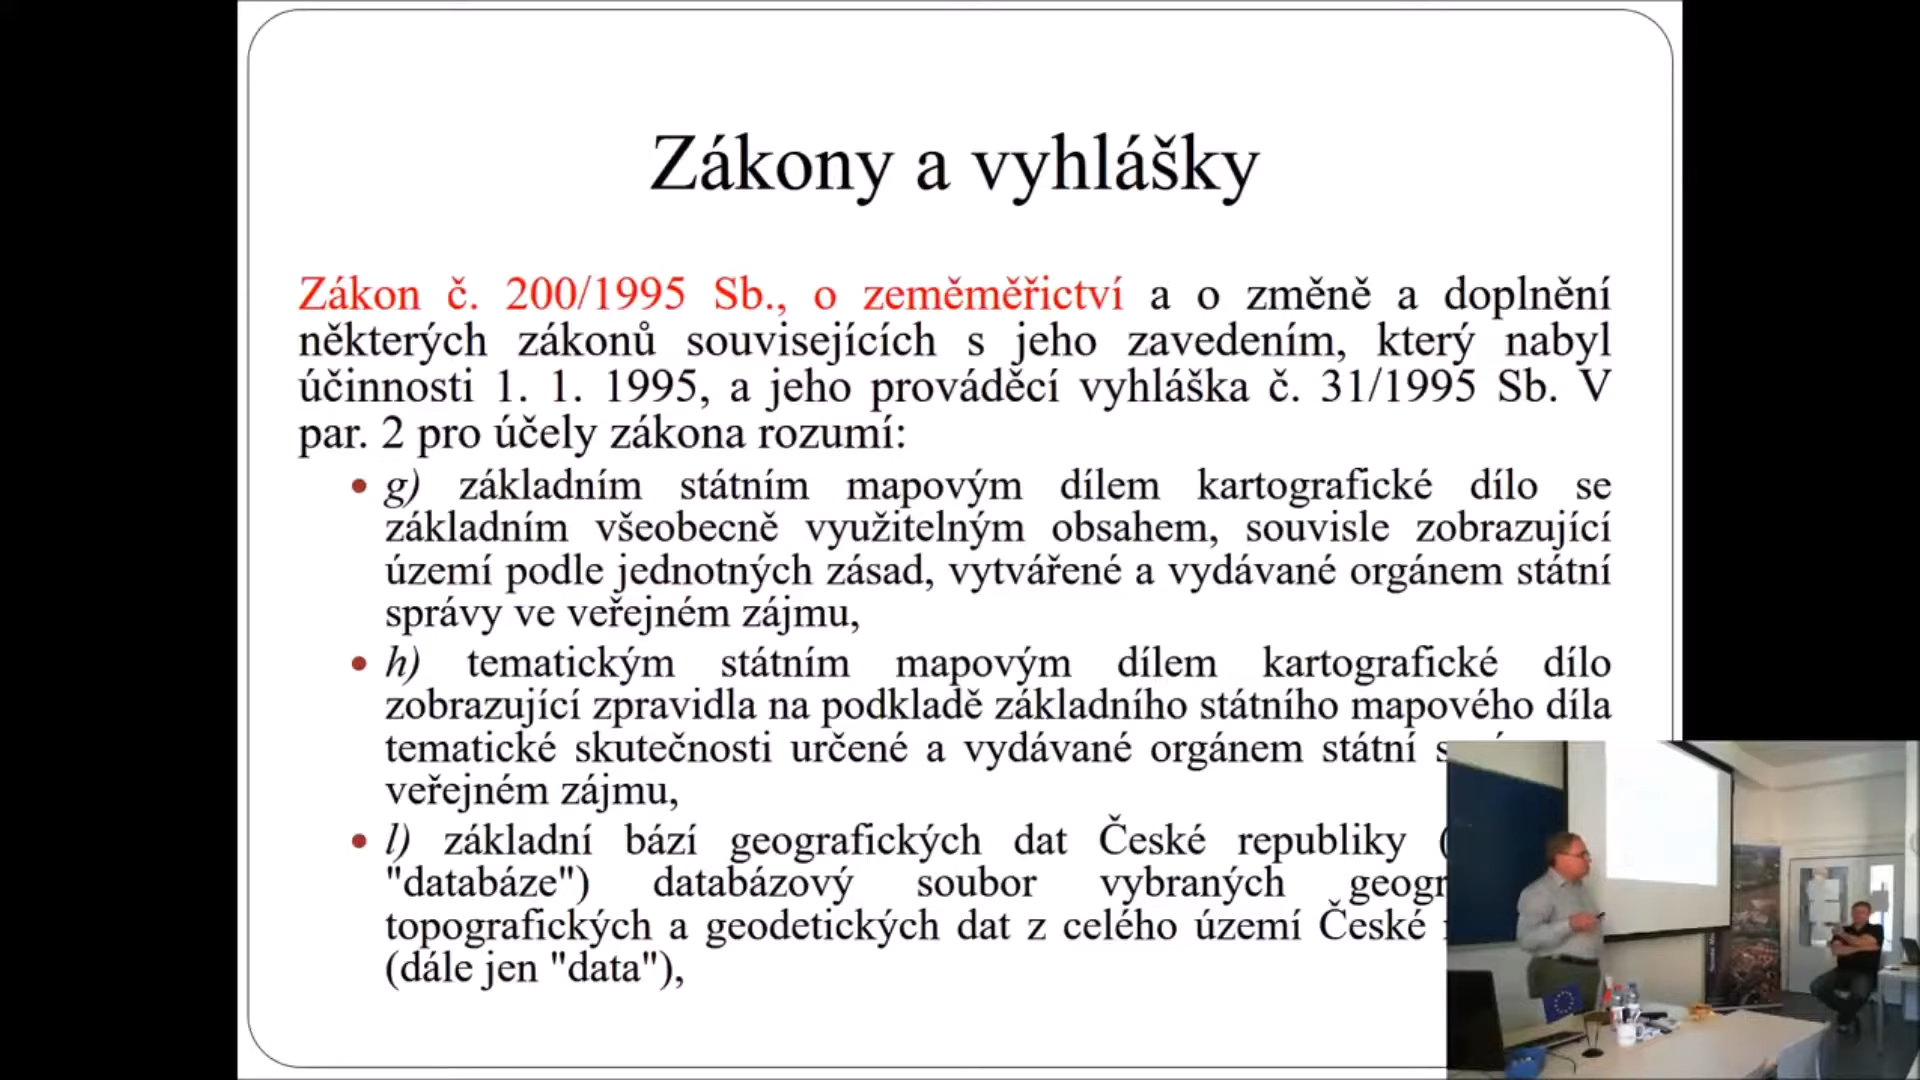 Zákony a vyhlášky
Zákon č. 200/1995 Sb., o zeměměřictví a o změně a doplnění
některých zákonů souvisejících s jeho zavedením, který nabyl
účinnosti 1. 1. 1995, a jeho prováděcí vyhláška č. 31/1995 Sb. V
par. 2 pro účely zákona rozumí:
• g) základním státním mapovým dílem kartografické dílo se
základním všeobecně využitelným obsahem, souvisle zobrazující
území podle jednotných zásad, vytvářené a vydávané orgánem státní
správy ve veřejném zájmu,
• h) tematickým státním mapovým dílem kartografické dílo
zobrazující zpravidla na podkladě základního státního mapového díla
tematické skutečnosti určené a vydávané orgánem státní
veřejném zájmu,
• l) základní bází geografických dat České republiky (
"databáze") databázový soubor vybraných
topografických a geodetických dat z celého území České
(dále jen "data"),